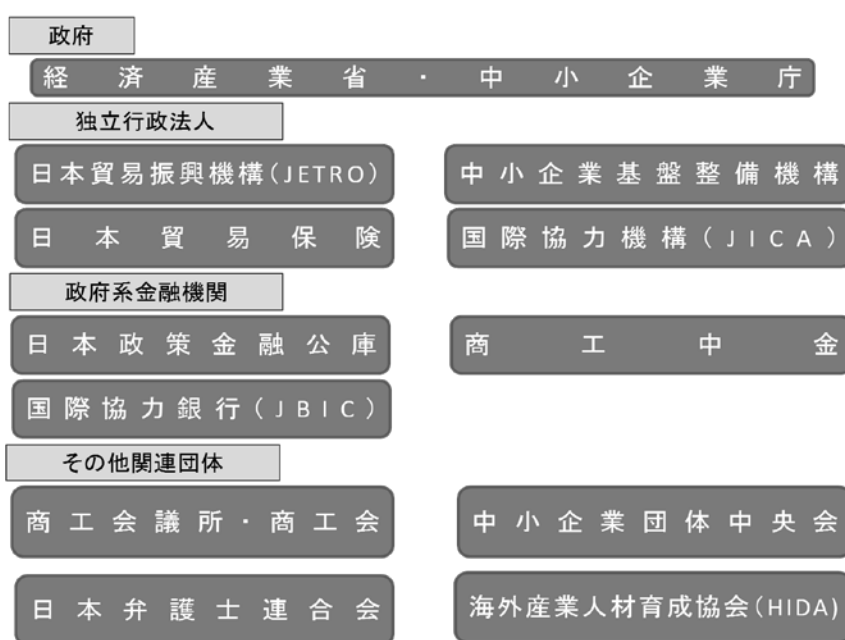 政府
経済産業省・中小企業庁
独立行政法人
日本貿易振興機構(JETRO)
中小企業基盤整備機構
日本貿易保険
国際協力機構(JICA)
政府系金融機関
日本政策金融公庫
商工中金
国際協力銀行(JBIC)
その他関連団体
商工会議所・商工会
中小企業団体中央会
日本弁護士連合会
海外産業人材育成協会(HIDA)